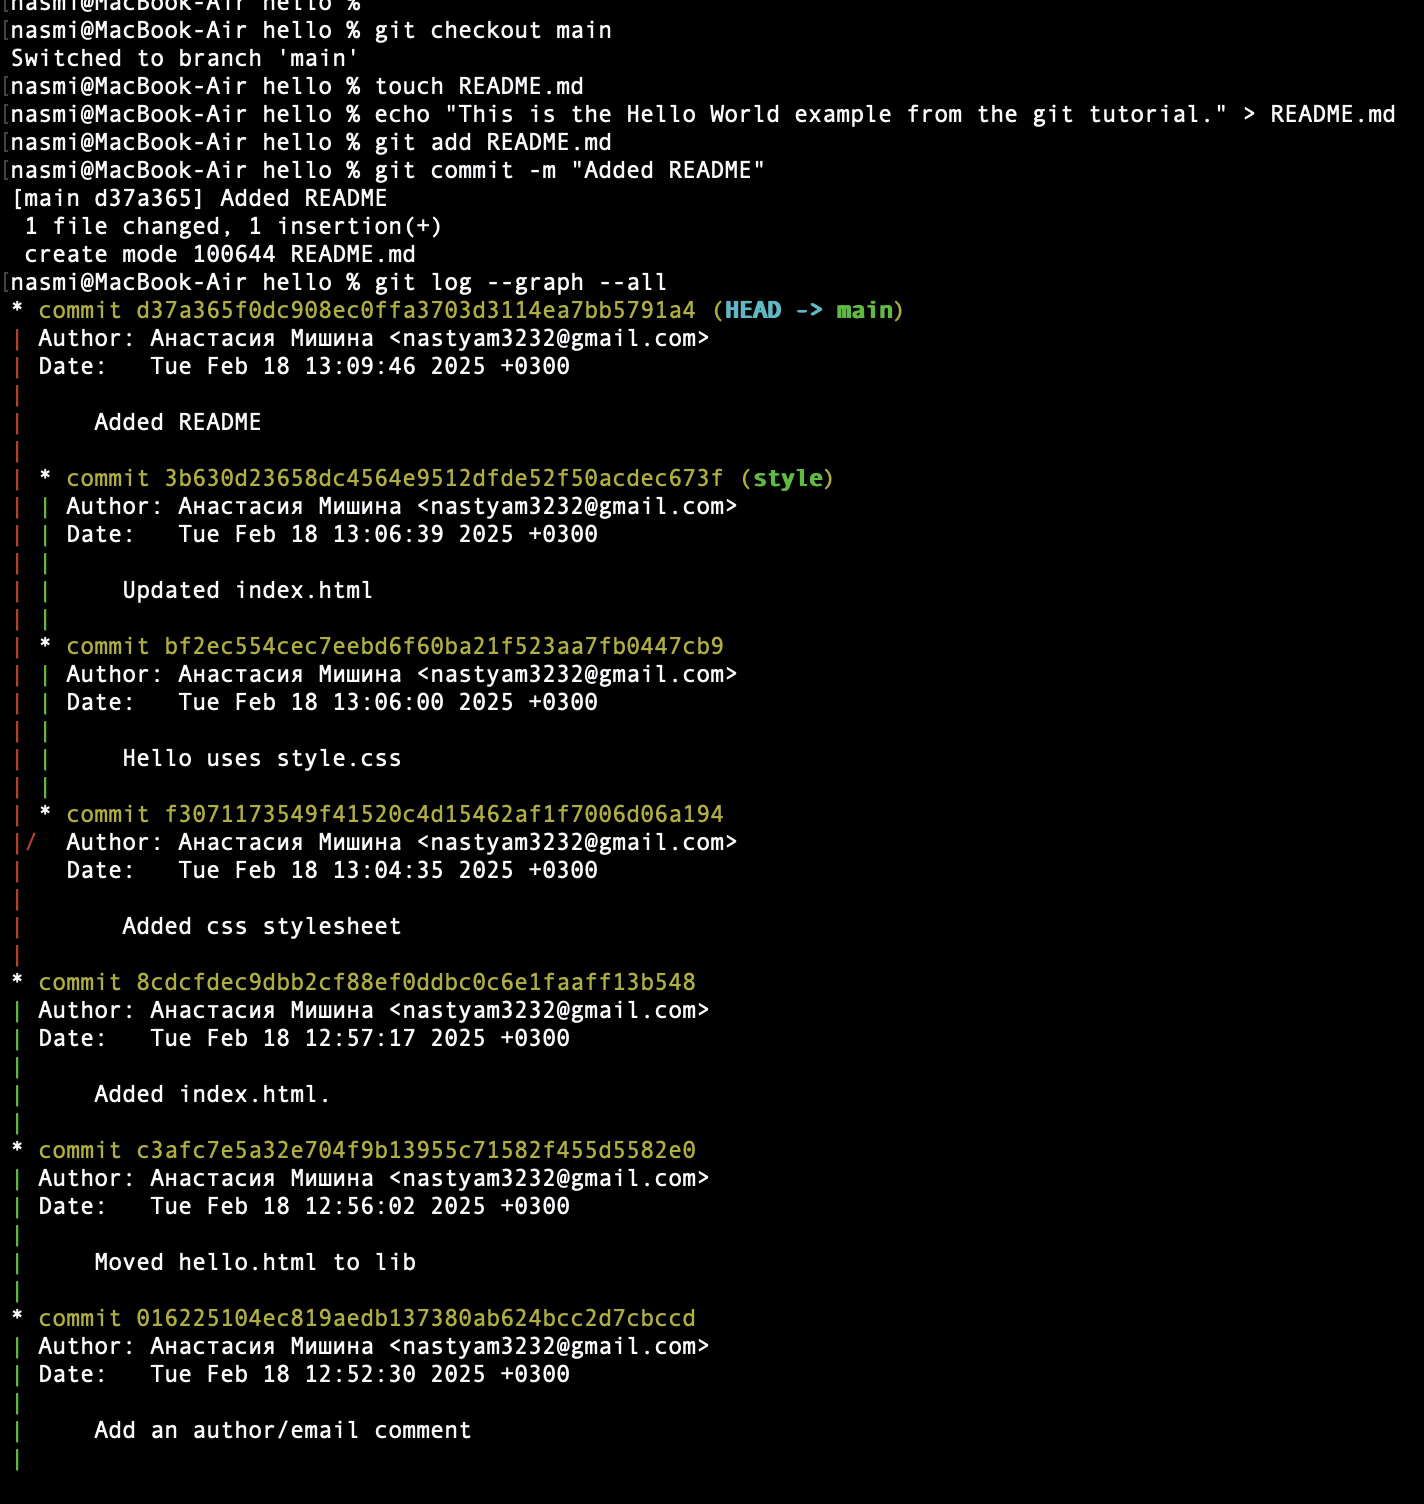 nasmi@MacBook-Air hello %
[nasmi@MacBook-Air hello % git checkout main
Switched to branch 'main'
[nasmi@MacBook-Air hello % touch README.md
[nasmi@MacBook-Air hello % echo "This is the Hello World example from the git tutorial." > README.md
[nasmi@MacBook-Air hello % git add README.md
[nasmi@MacBook-Air hello % git commit -m "Added README"
[main d37a365] Added README
 1 file changed, 1 insertion(+)
 create mode 100644 README.md
[nasmi@MacBook-Air hello % git log --graph --all
* commit d37a365f0dc908ec0ffa3703d3114ea7bb5791a4 (HEAD -> main)
| Author: Анастасия Мишина <nastyam3232@gmail.com>
| Date:   Tue Feb 18 13:09:46 2025 +0300
|
|     Added README
|
| * commit 3b630d23658dc4564e9512dfde52f50acdec673f (style)
| | Author: Анастасия Мишина <nastyam3232@gmail.com>
| | Date:   Tue Feb 18 13:06:39 2025 +0300
| |
| |     Updated index.html
| |
| * commit bf2ec554cec7eebd6f60ba21f523aa7fb0447cb9
| | Author: Анастасия Мишина <nastyam3232@gmail.com>
| | Date:   Tue Feb 18 13:06:00 2025 +0300
| |
| |     Hello uses style.css
| |
| * commit f3071173549f41520c4d15462af1f7006d06a194
|/  Author: Анастасия Мишина <nastyam3232@gmail.com>
|   Date:   Tue Feb 18 13:04:35 2025 +0300
|
|       Added css stylesheet
|
* commit 8cdcfdec9dbb2cf88ef0ddbc0c6e1faaff13b548
| Author: Анастасия Мишина <nastyam3232@gmail.com>
| Date:   Tue Feb 18 12:57:17 2025 +0300
|
|     Added index.html.
|
* commit c3afc7e5a32e704f9b13955c71582f455d5582e0
| Author: Анастасия Мишина <nastyam3232@gmail.com>
| Date:   Tue Feb 18 12:56:02 2025 +0300
|
|     Moved hello.html to lib
|
* commit 016225104ec819aedb137380ab624bcc2d7cbccd
| Author: Анастасия Мишина <nastyam3232@gmail.com>
| Date:   Tue Feb 18 12:52:30 2025 +0300
|
|     Add an author/email comment
|